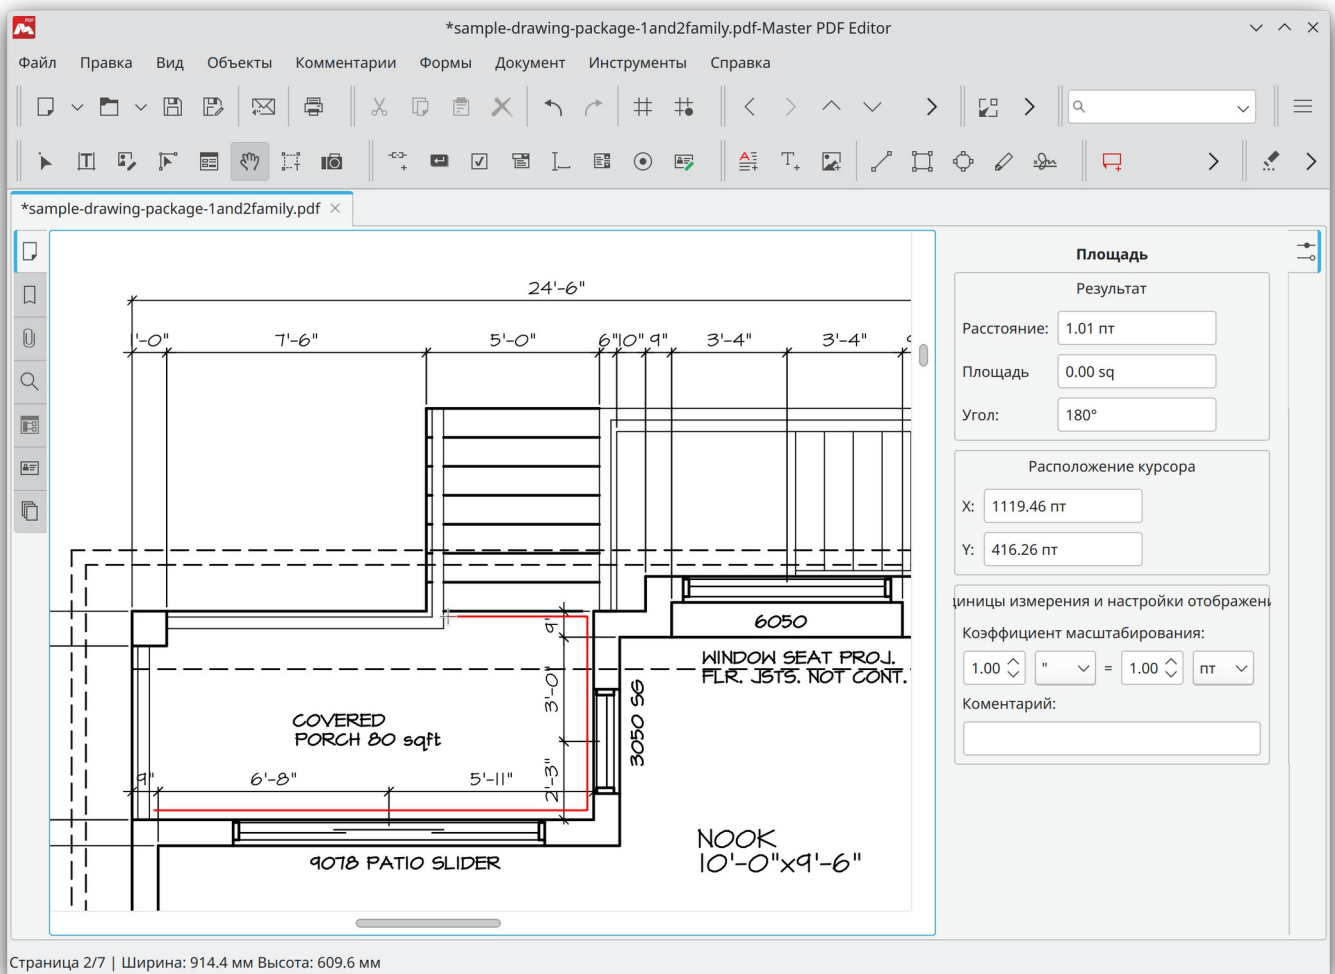 *sample-drawing-package-1and2family.pdf-Master PDF Editor
Файл Правка Вид Объекты Комментарии Формы Документ Инструменты Справка
*sample-drawing-package-1and2family.pdf
24'-6"
1'-0" 7'-6" 5'-0" 6" 10" 9" 3'-4" 3'-4"
6050
WINDOW SEAT PROJ.
FLR. JSTS. NOT CONT.
9"
3'-0"
2'-3"
3050 SG
COVERED
PORCH 80 sqft
9" 6'-8" 5'-11"
9078 PATIO SLIDER
NOOK
10'-0"x9'-6"
Площадь
Результат
Расстояние: 1.01 пт
Площадь 0.00 sq
Угол: 180°
Расположение курсора
X: 1119.46 пт
Y: 416.26 пт
диницы измерения и настройки отображени
Коэффициент масштабирования:
1.00 " = 1.00 пт
Коментарий:
Страница 2/7 | Ширина: 914.4 мм Высота: 609.6 мм